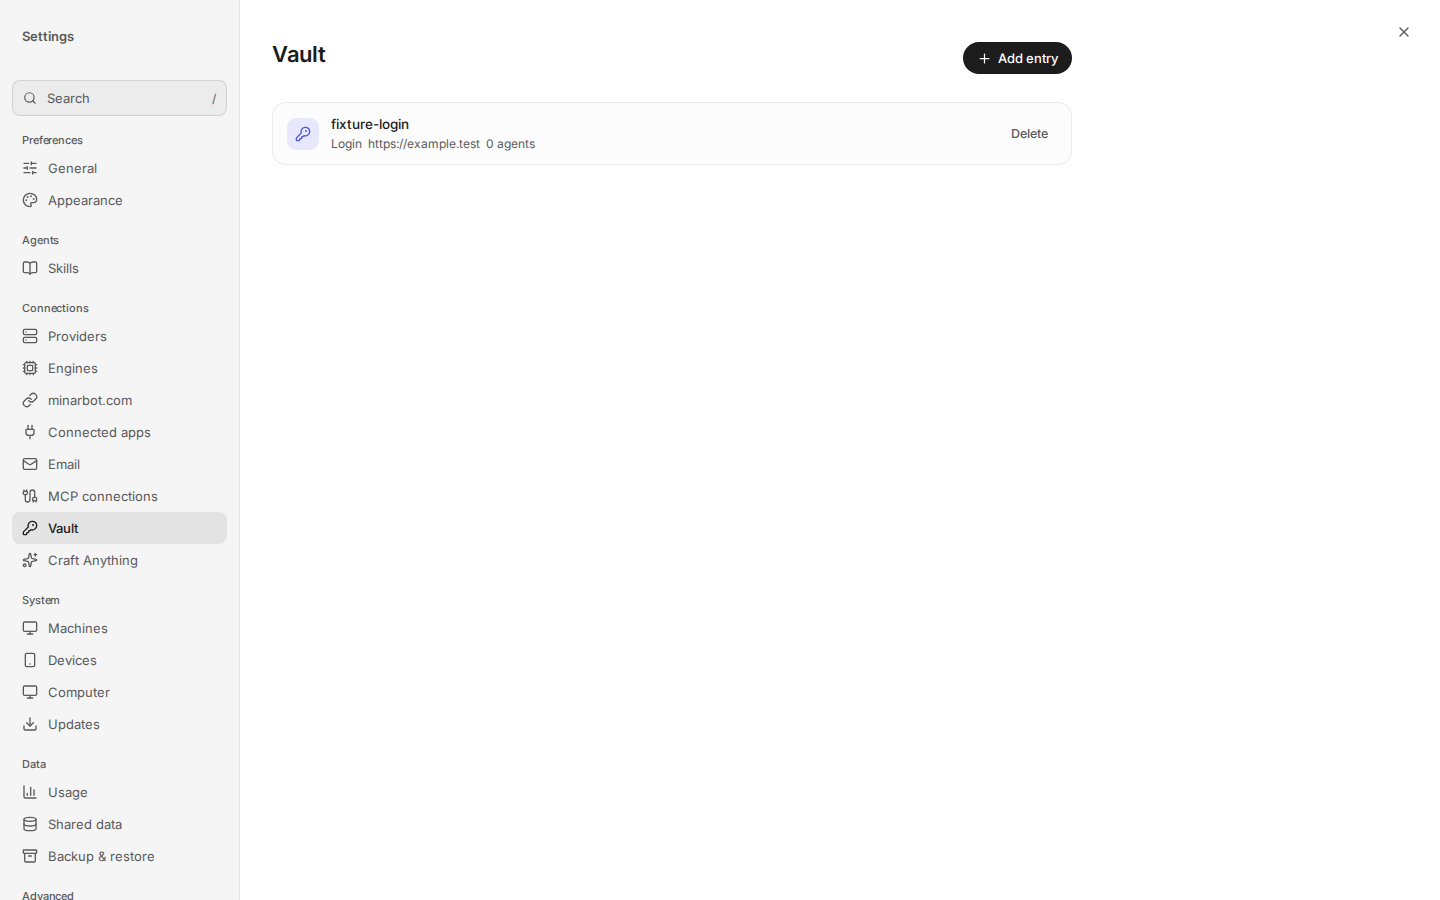 Settings
Search /
Preferences
General
Appearance
Agents
Skills
Connections
Providers
Engines
minarbot.com
Connected apps
Email
MCP connections
Vault
Craft Anything
System
Machines
Devices
Computer
Updates
Data
Usage
Shared data
Backup & restore
Advanced
Vault
Add entry
fixture-login
Login https://example.test 0 agents
Delete